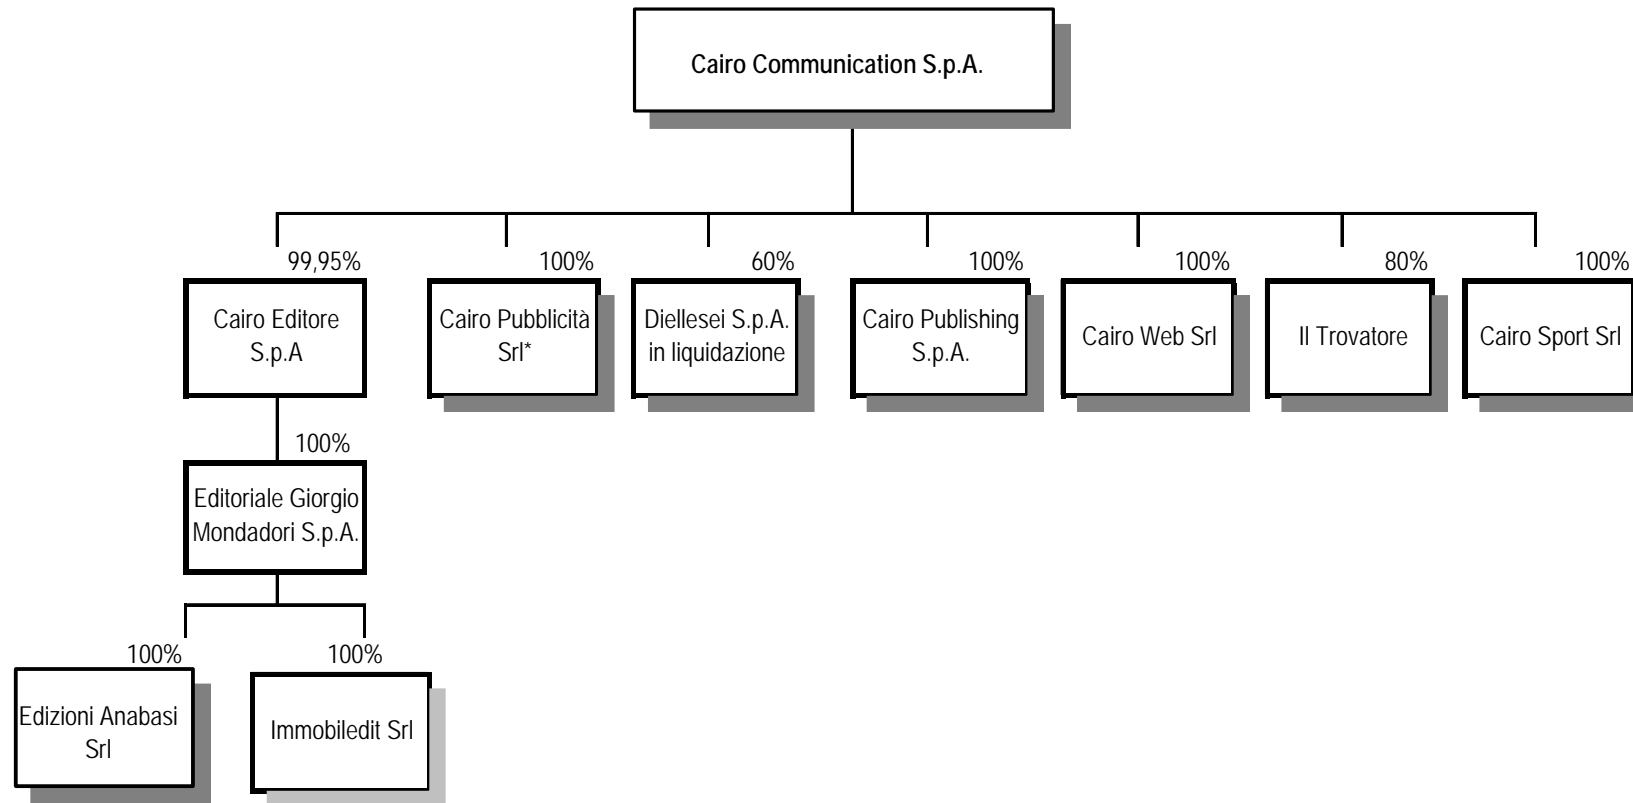 Cairo Communication S.p.A.
99,95%
100%
60%
100%
100%
80%
100%
Cairo Editore
S.p.A
Cairo Pubblicità
Srl*
Diellesei S.p.A.
in liquidazione
Cairo Publishing
S.p.A.
Cairo Web Srl
Il Trovatore
Cairo Sport Srl
100%
Editoriale Giorgio
Mondadori S.p.A.
100%
100%
Edizioni Anabasi
Srl
Immobiledit Srl